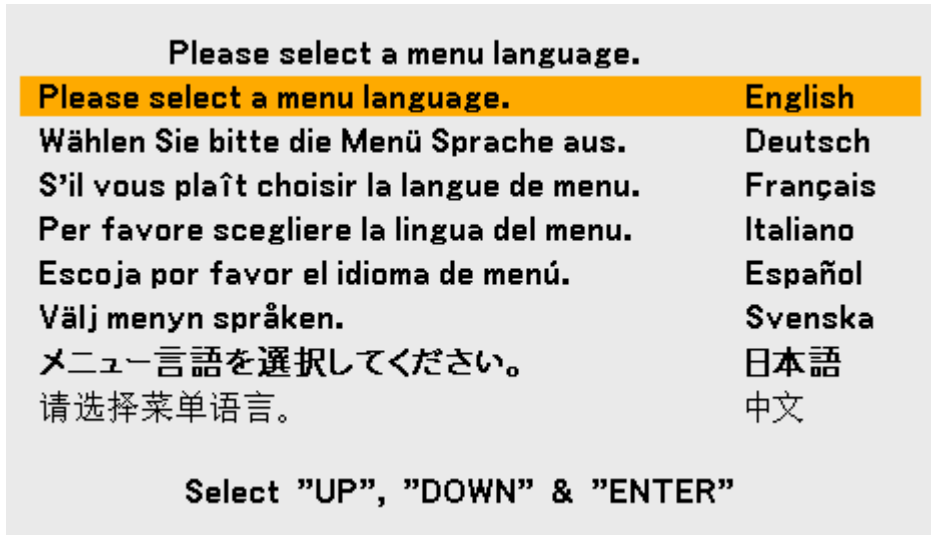 Please select a menu language.
Please select a menu language. English
Wählen Sie bitte die Menü Sprache aus. Deutsch
S’il vous plaît choisir la langue de menu. Français
Per favore scegliere la lingua del menu. Italiano
Escoja por favor el idioma de menú. Español
Välj menyn språken. Svenska
メニュー言語を選択してください。 日本語
请选择菜单语言。 中文
Select ”UP”, ”DOWN” & ”ENTER”